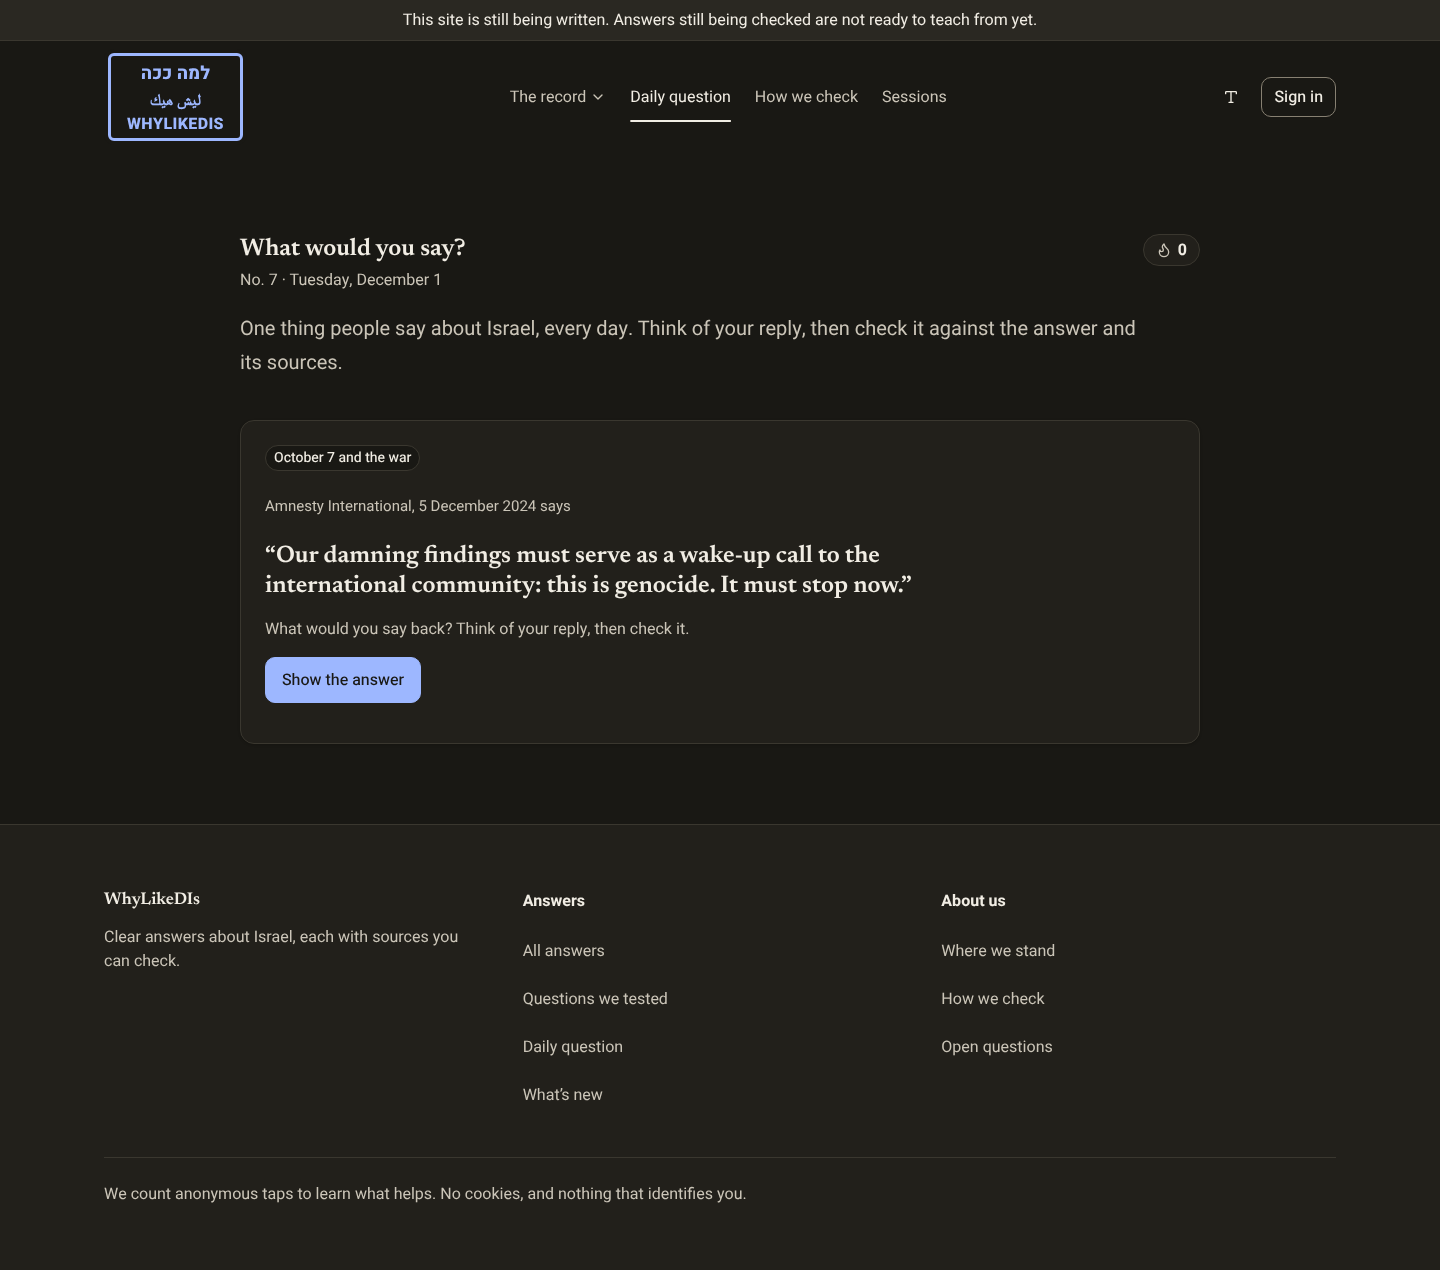 This site is still being written. Answers still being checked are not ready to teach from yet.
למה ככה
ليش هيك
WHYLIKEDIS
The record
Daily question
How we check
Sessions
T
Sign in
What would you say?
0
No. 7 · Tuesday, December 1
One thing people say about Israel, every day. Think of your reply, then check it against the answer and
its sources.
October 7 and the war
Amnesty International, 5 December 2024 says
“Our damning findings must serve as a wake-up call to the
international community: this is genocide. It must stop now.”
What would you say back? Think of your reply, then check it.
Show the answer
WhyLikeDIs
Clear answers about Israel, each with sources you
can check.
Answers
All answers
Questions we tested
Daily question
What’s new
About us
Where we stand
How we check
Open questions
We count anonymous taps to learn what helps. No cookies, and nothing that identifies you.